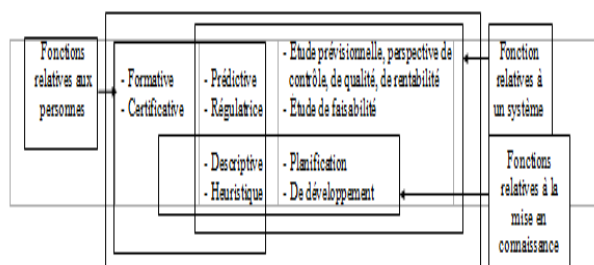 Fonctions
relatives aux
personnes
- Formative
- Certificative
- Prédictive
- Régulatrice
- Descriptive
- Heuristique
- Etude prévisionnelle, perspective de
contrôle, de qualité, de rentabilité
- Étude de faisabilité
- Planification
- De développement
Fonction
relatives à
un système
Fonctions
relatives à la
mise en
connaissance